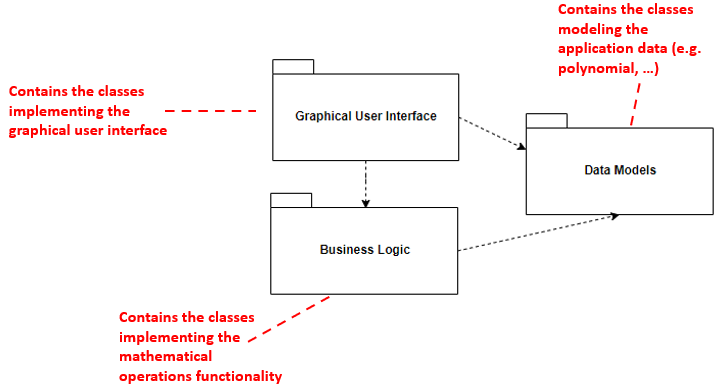 Contains the classes
modeling the
application data (e.g.
polynomial, ...)
Contains the classes
implementing the
graphical user interface
Graphical User Interface
Data Models
Business Logic
Contains the classes
implementing the
mathematical
operations functionality